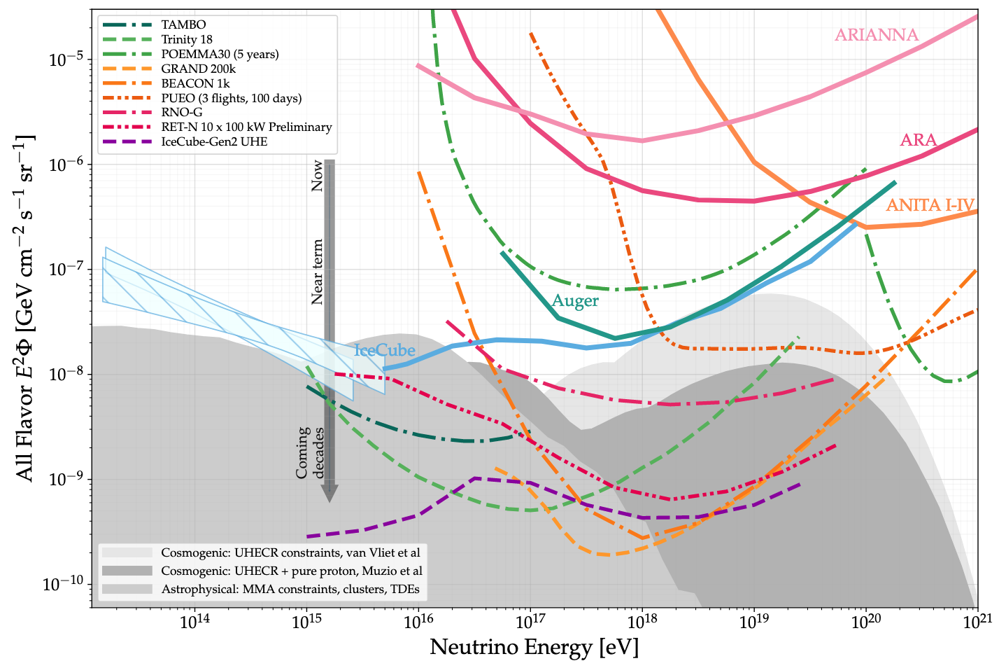 TAMBO
Trinity 18
POEMMA30 (5 years)
GRAND 200k
BEACON 1k
PUEO (3 flights, 100 days)
RNO-G
RET-N 10 x 100 kW Preliminary
IceCube-Gen2 UHE
ARIANNA
ARA
ANITA I-IV
Auger
IceCube
Now
Near term
Coming
decades
Cosmogenic: UHECR constraints, van Vliet et al
Cosmogenic: UHECR + pure proton, Muzio et al
Astrophysical: MMA constraints, clusters, TDEs
All Flavor E²Φ [GeV cm⁻² s⁻¹ sr⁻¹]
10⁻⁵
10⁻⁶
10⁻⁷
10⁻⁸
10⁻⁹
10⁻¹⁰
10¹⁴ 10¹⁵ 10¹⁶ 10¹⁷ 10¹⁸ 10¹⁹ 10²⁰ 10²¹
Neutrino Energy [eV]